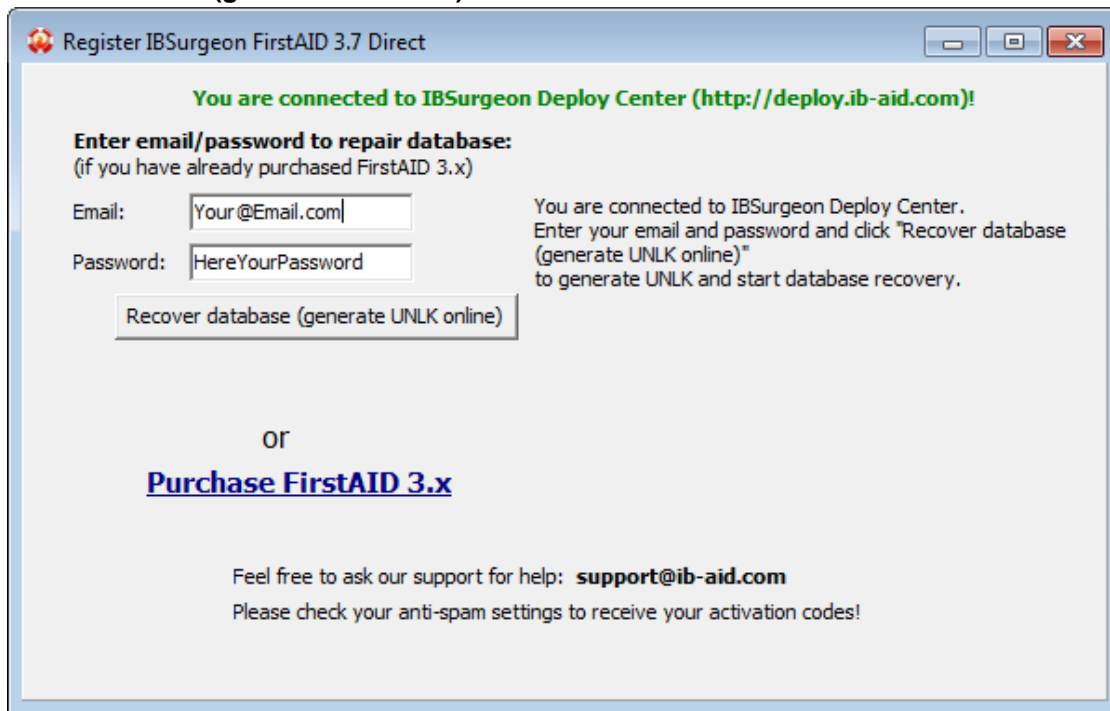 Register IBSurgeon FirstAID 3.7 Direct
You are connected to IBSurgeon Deploy Center (http://deploy.ib-aid.com)!
Enter email/password to repair database:
(if you have already purchased FirstAID 3.x)
Email: Your@Email.com
Password: HereYourPassword
Recover database (generate UNLK online)
You are connected to IBSurgeon Deploy Center.
Enter your email and password and click "Recover database
(generate UNLK online)"
to generate UNLK and start database recovery.
or
Purchase FirstAID 3.x
Feel free to ask our support for help: support@ib-aid.com
Please check your anti-spam settings to receive your activation codes!